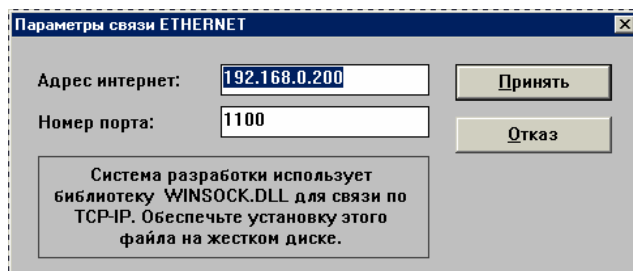 Параметры связи ETHERNET
Адрес интернет: 192.168.0.200 Принять
Номер порта: 1100 Отказ
Система разработки использует
библиотеку WINSOCK.DLL для связи по
TCP-IP. Обеспечьте установку этого
файла на жестком диске.